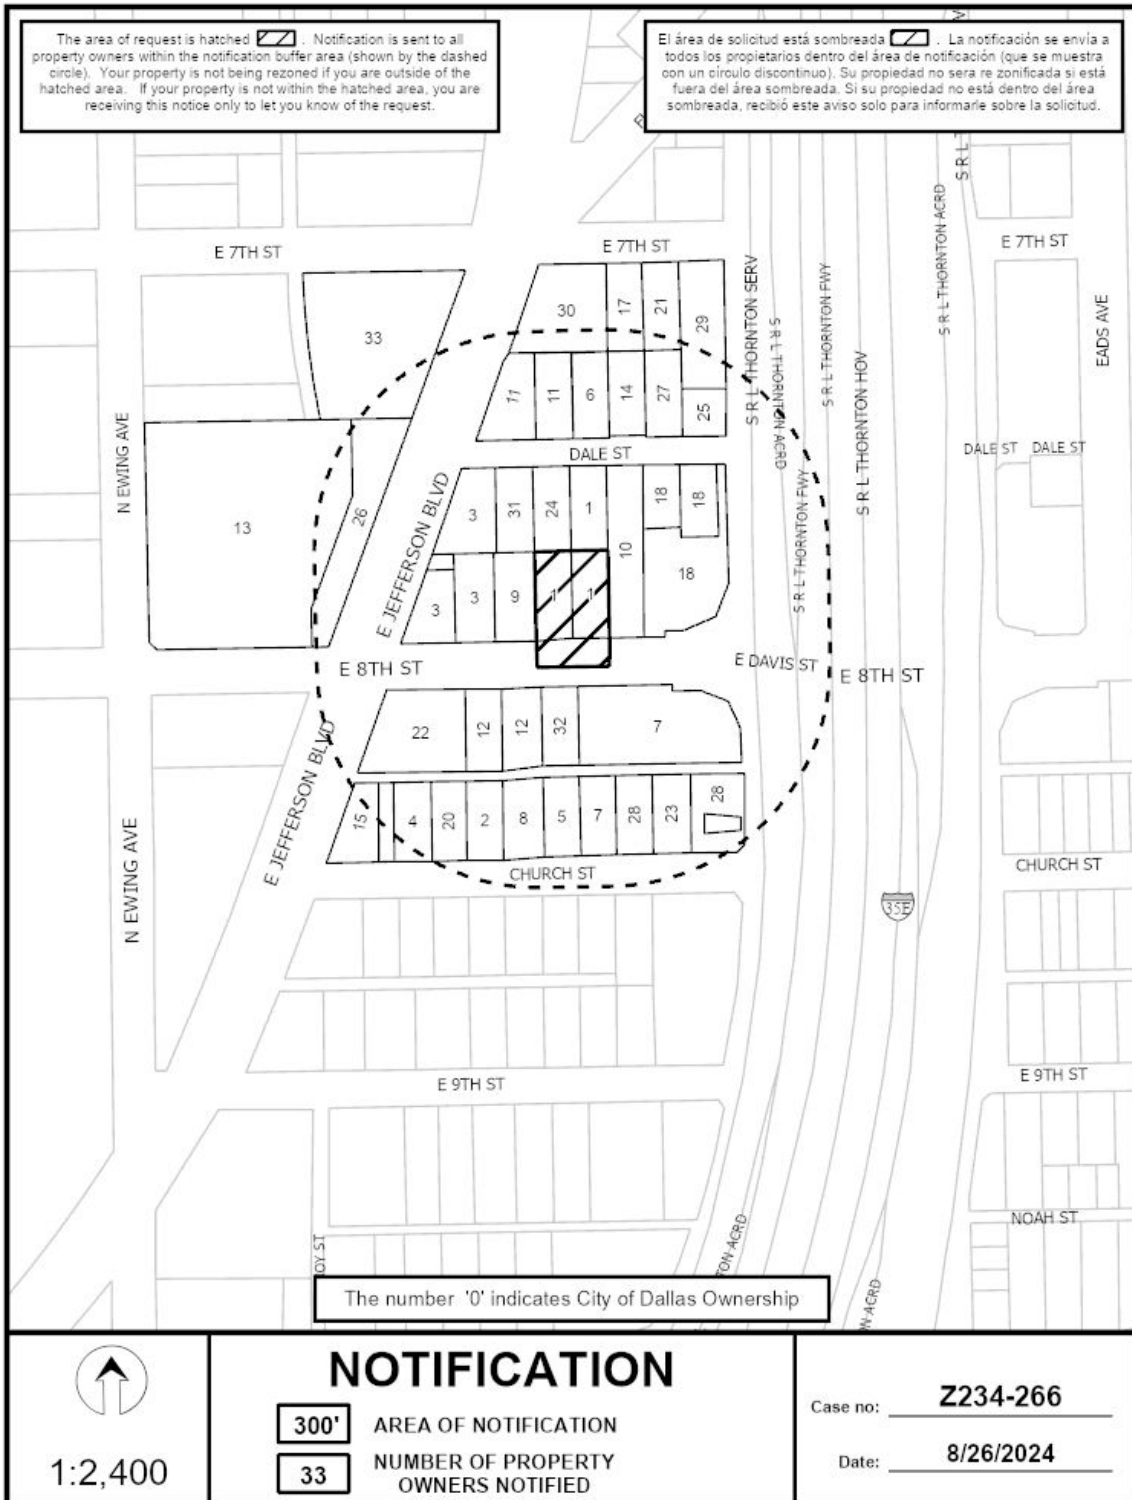 The area of request is hatched . Notification is sent to all
property owners within the notification buffer area (shown by the dashed
circle). Your property is not being rezoned if you are outside of the
hatched area. If your property is not within the hatched area, you are
receiving this notice only to let you know of the request.
El área de solicitud está sombreada . La notificación se envía a
todos los propietarios dentro del área de notificación (que se muestra
con un círculo discontinuo). Su propiedad no sera re zonificada si está
fuera del área sombreada. Si su propiedad no está dentro del área
sombreada, recibió este aviso solo para informarle sobre la solicitud.
S R L
E 7TH ST
E 7TH ST
E 7TH ST
S R L THORNTON ACRD
S R L THORNTON SERV
S R L THORNTON ACRD
S R L THORNTON FWY
S R L THORNTON HOV
S R L THORNTON FWY
EADS AVE
N EWING AVE
30
17
21
29
33
11
11
6
14
27
25
DALE ST
DALE ST
DALE ST
E JEFFERSON BLVD
13
26
3
31
24
1
10
18
18
18
3
3
9
1
1
E 8TH ST
E DAVIS ST
E 8TH ST
22
12
12
32
7
E JEFFERSON BLVD
N EWING AVE
15
4
20
2
8
5
7
28
23
28
CHURCH ST
CHURCH ST
35E
E 9TH ST
E 9TH ST
NOAH ST
OY ST
TON ACRD
N ACRD
The number '0' indicates City of Dallas Ownership
1:2,400
NOTIFICATION
300' AREA OF NOTIFICATION
33 NUMBER OF PROPERTY
OWNERS NOTIFIED
Case no: Z234-266
Date: 8/26/2024